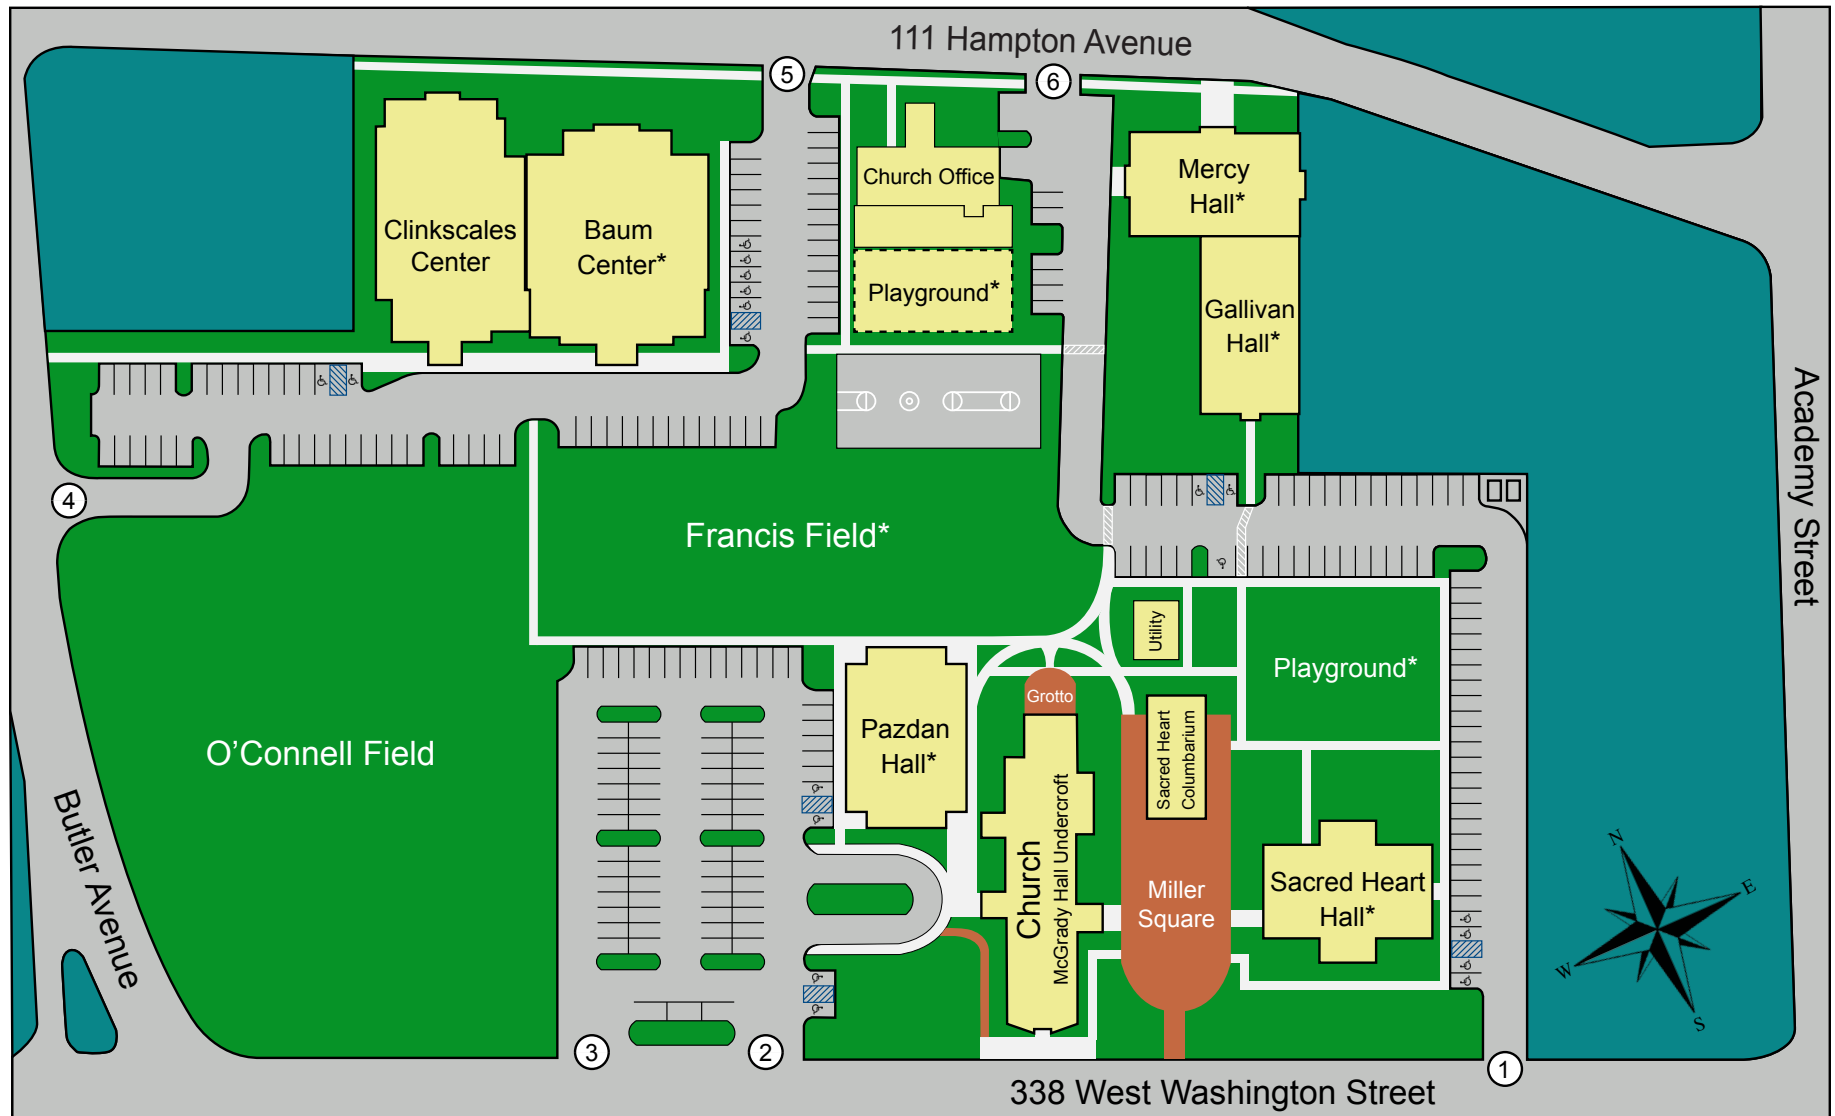 111 Hampton Avenue
5
6
Church Office
Mercy
Hall*
Clinkscales
Center
Baum
Center*
Playground*
Gallivan
Hall*
Academy Street
4
Francis Field*
Utility
Playground*
Grotto
O'Connell Field
Pazdan
Hall*
Sacred Heart
Columbarium
Church
McGrady Hall Undercroft
Miller
Square
Sacred Heart
Hall*
Butler Avenue
N
E
W
S
3
2
1
338 West Washington Street